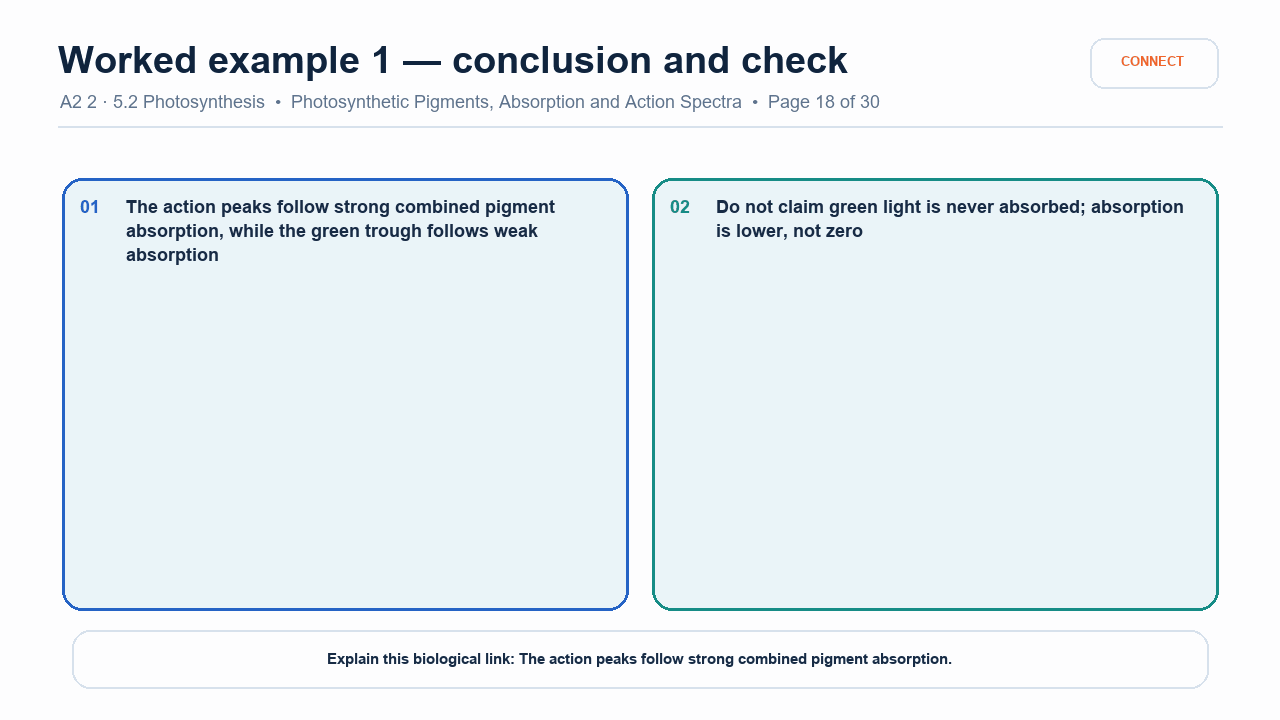 Worked example 1 — conclusion and check
CONNECT
A2 2 · 5.2 Photosynthesis • Photosynthetic Pigments, Absorption and Action Spectra • Page 18 of 30
01 The action peaks follow strong combined pigment
absorption, while the green trough follows weak
absorption
02 Do not claim green light is never absorbed; absorption
is lower, not zero
Explain this biological link: The action peaks follow strong combined pigment absorption.